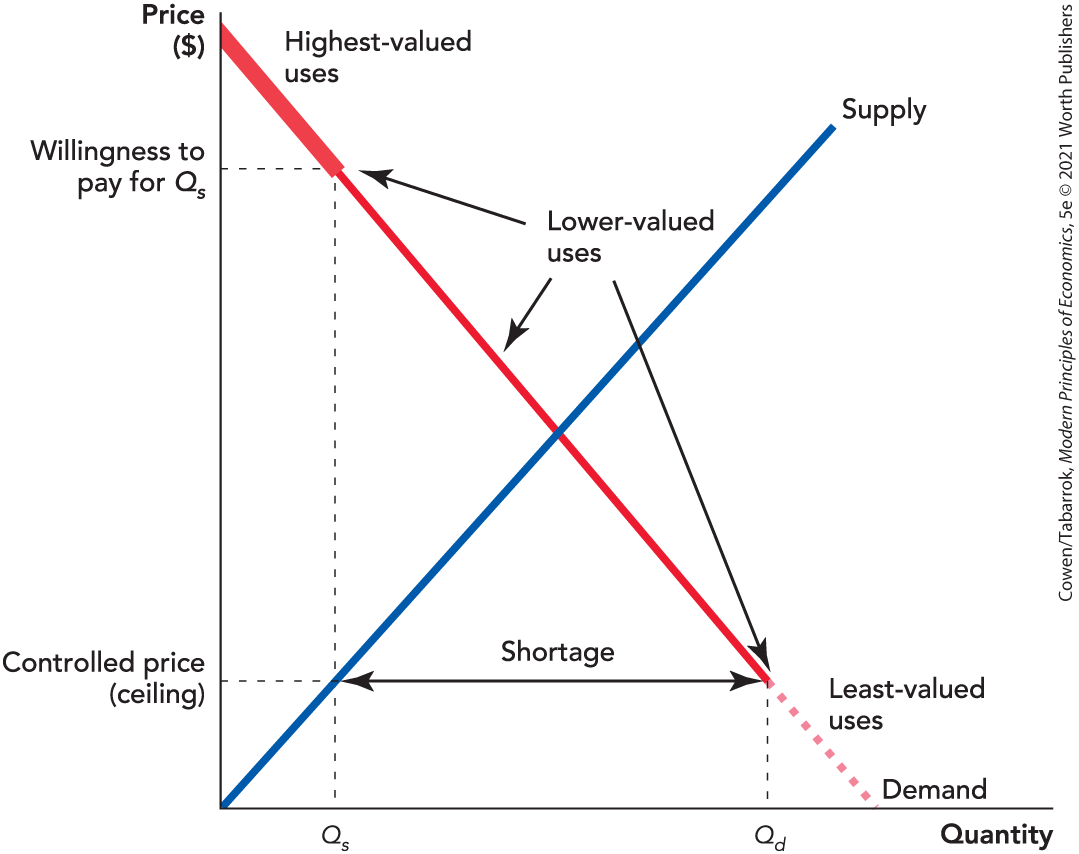 Price
($)
Highest-valued
uses
Supply
Willingness to
pay for Qs
Lower-valued
uses
Controlled price
(ceiling)
Shortage
Least-valued
uses
Demand
Qs
Qd
Quantity
Cowen/Tabarrok, Modern Principles of Economics, 5e © 2021 Worth Publishers